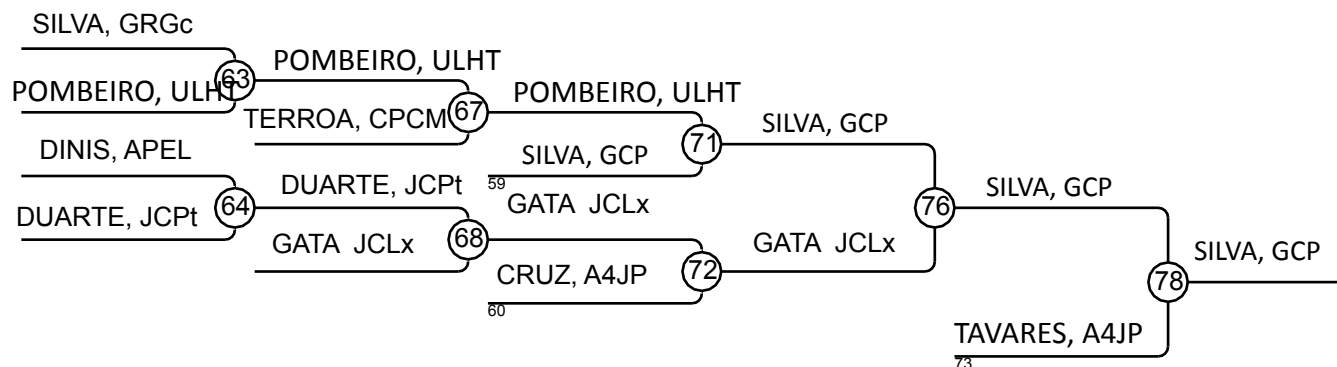 SILVA, GRGc
63
POMBEIRO, ULHT
POMBEIRO, ULHT
67
TERROA, CPCM
POMBEIRO, ULHT
71
SILVA, GCP
59
SILVA, GCP
76
DINIS, APEL
64
DUARTE, JCPt
DUARTE, JCPt
68
GATA JCLx
GATA JCLx
72
CRUZ, A4JP
60
GATA JCLx
SILVA, GCP
78
TAVARES, A4JP
73
SILVA, GCP